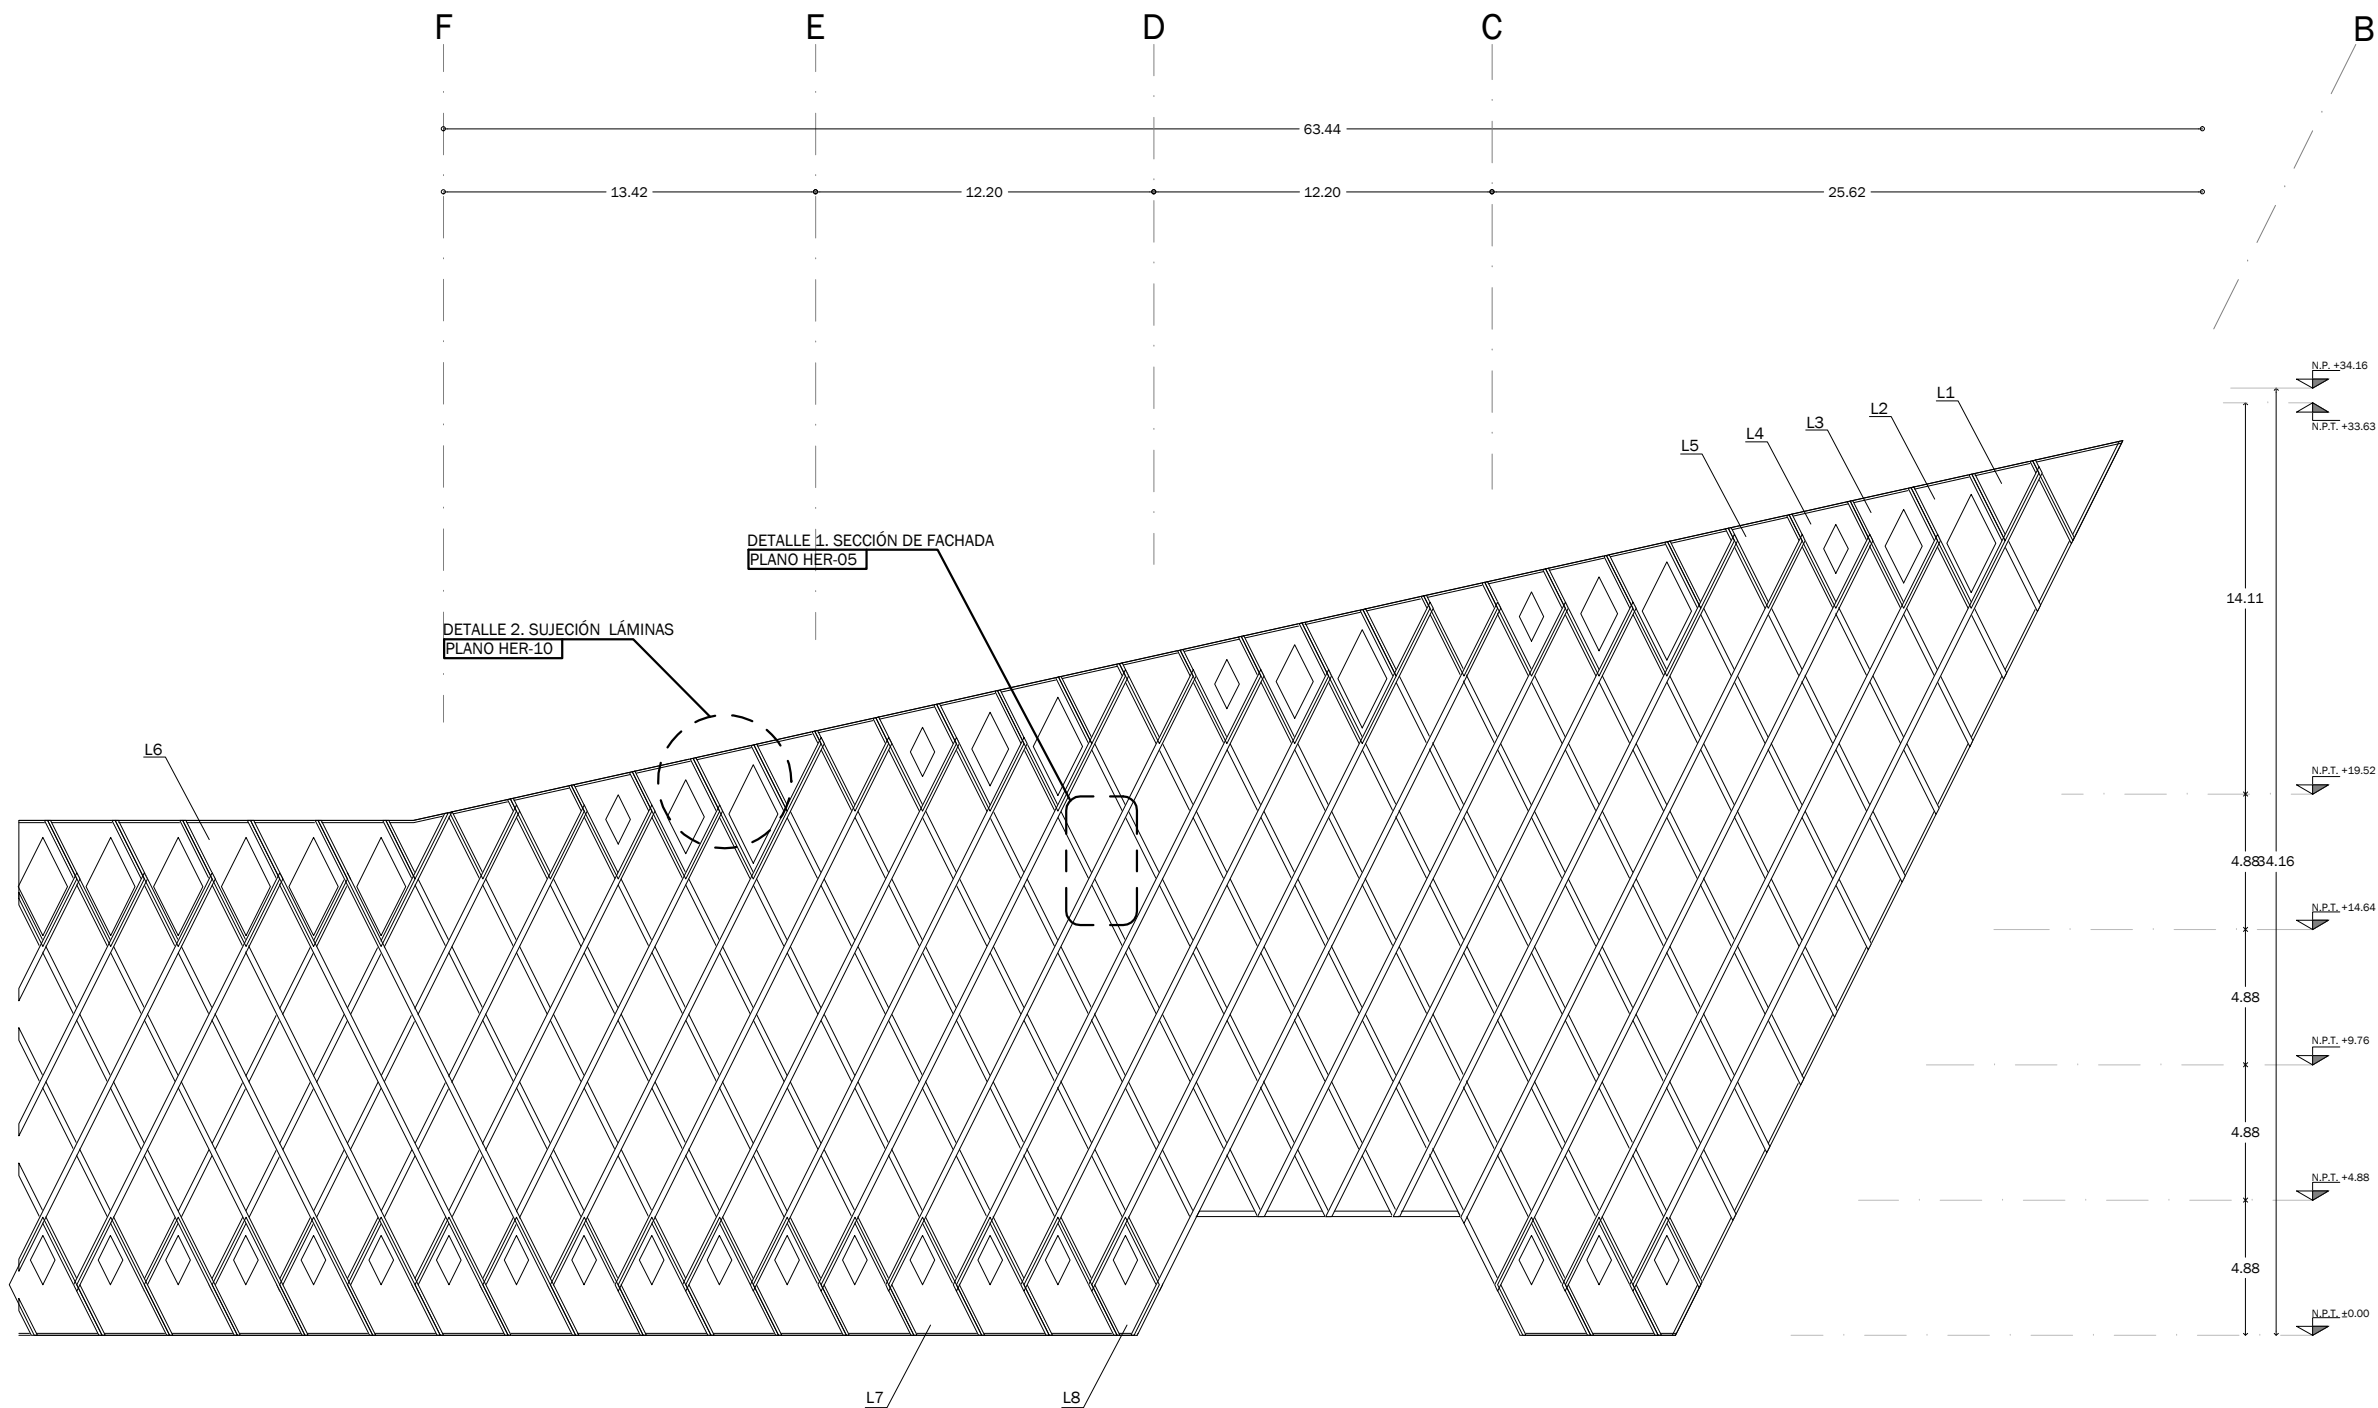 F
E
D
C
B
63.44
13.42
12.20
12.20
25.62
N.P. +34.16
N.P.T. +33.63
L1
L2
L3
L4
L5
DETALLE 1. SECCIÓN DE FACHADA
PLANO HER-05
14.11
DETALLE 2. SUJECIÓN LÁMINAS
PLANO HER-10
L6
N.P.T. +19.52
4.88
34.16
N.P.T. +14.64
4.88
N.P.T. +9.76
4.88
N.P.T. +4.88
4.88
N.P.T. ±0.00
L7
L8